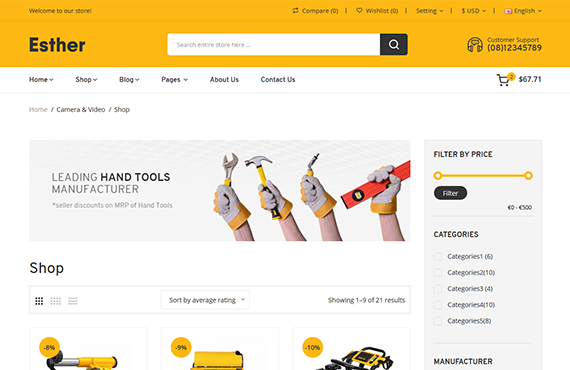 Welcome to our store!
Compare (0)
Wishlist (0)
Setting
$ USD
English
Esther
Search entire store here ...
Customer Support
(08)12345789
Home
Shop
Blog
Pages
About Us
Contact Us
2
$67.71
Home / Camera & Video / Shop
LEADING HAND TOOLS
MANUFACTURER
*seller discounts on MRP of Hand Tools
FILTER BY PRICE
Filter
€0 - €500
CATEGORIES
Categories1 (6)
Categories2(10)
Categories3 (4)
Categories4(10)
Categories5(8)
MANUFACTURER
Shop
Sort by average rating
Showing 1–9 of 21 results
-8%
-9%
-10%